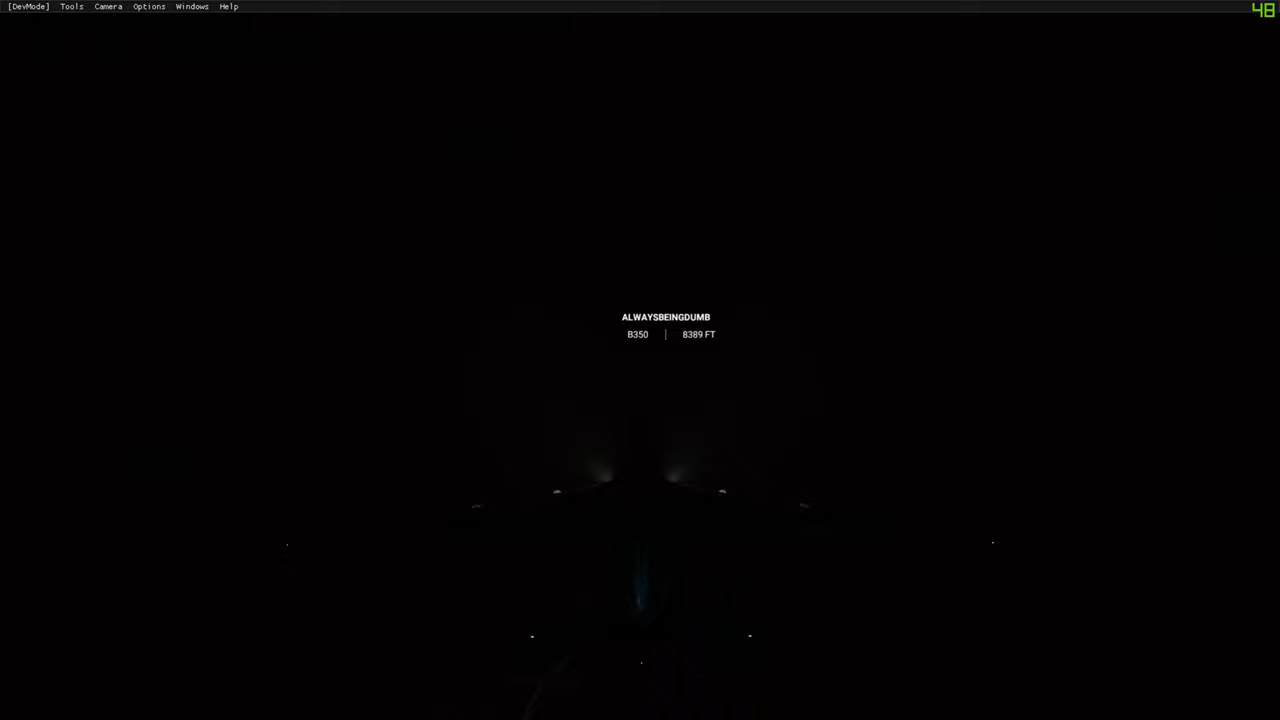 [DevMode] Tools Camera Options Windows Help
48
ALWAYSBEINGDUMB
B350 | 8389 FT